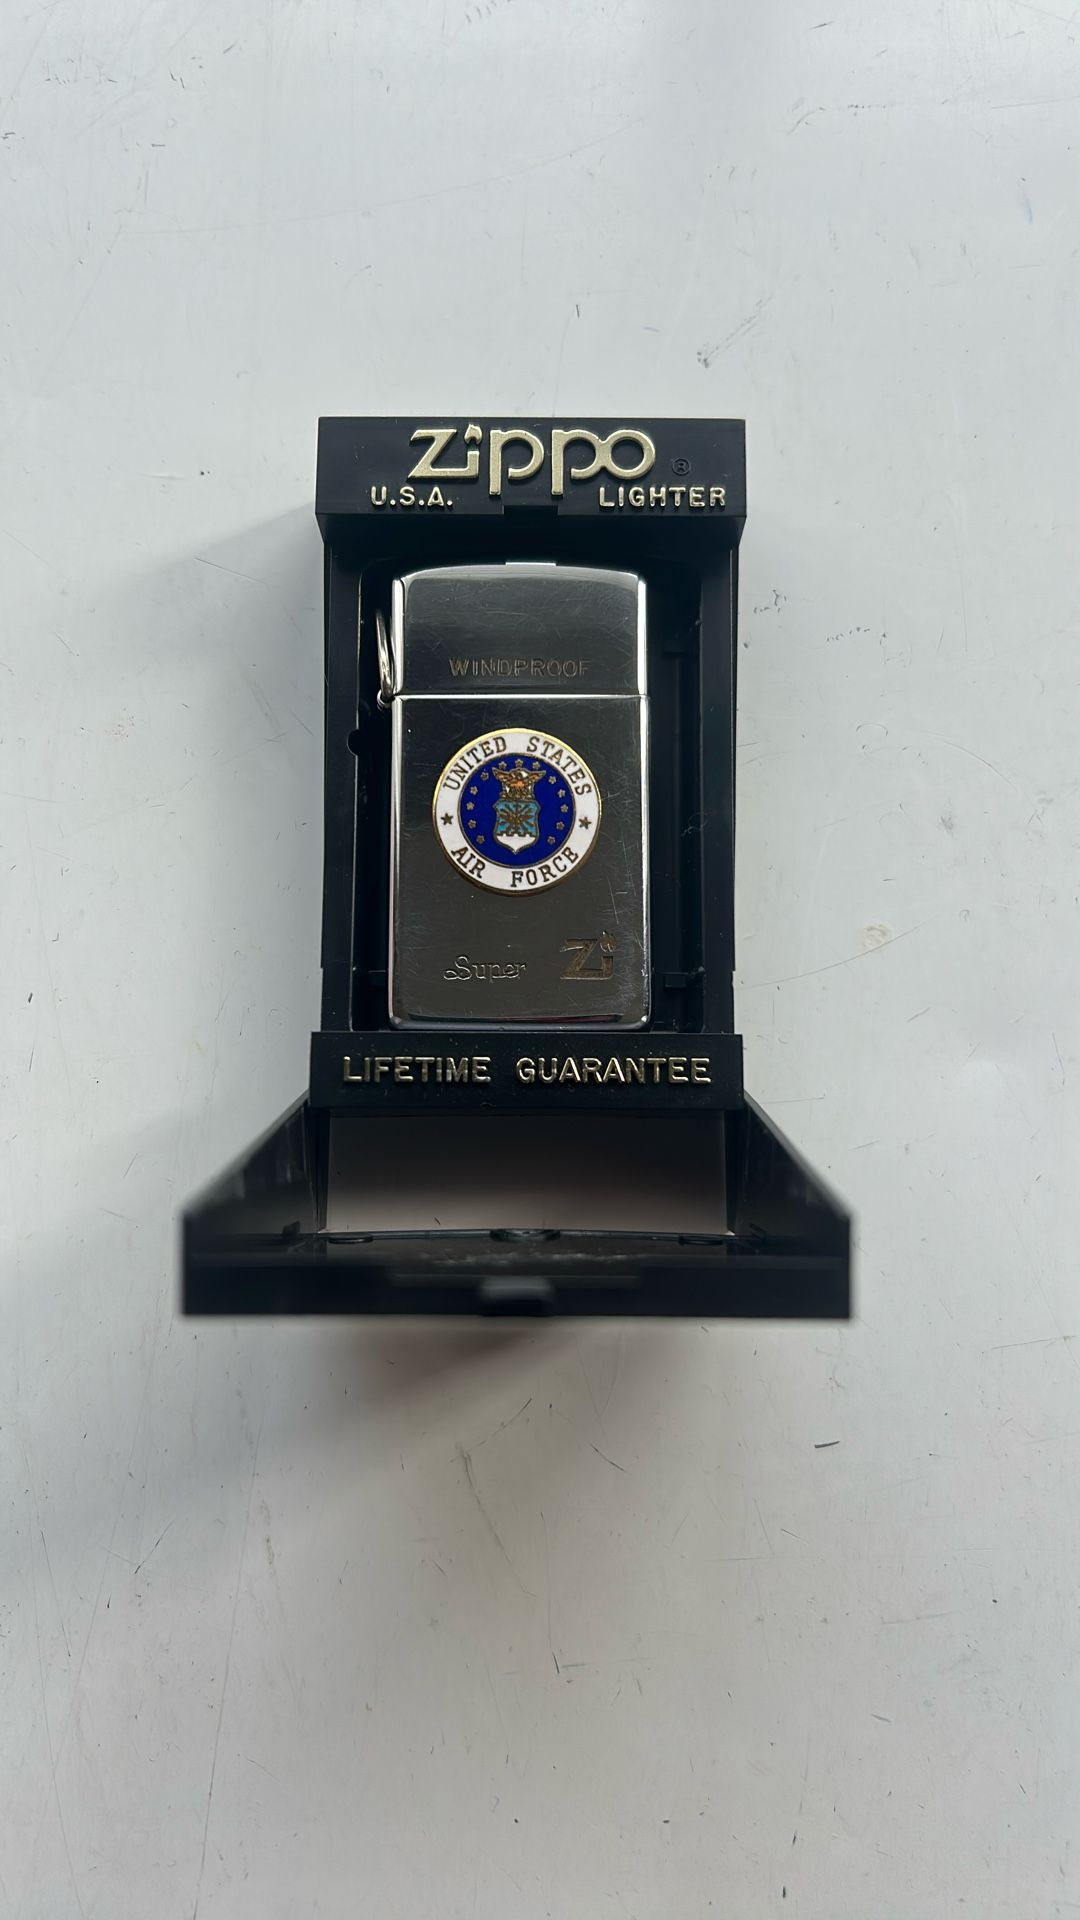 Zippo ®
U.S.A. LIGHTER
WINDPROOF
UNITED STATES
AIR FORCE
Super Zi
LIFETIME GUARANTEE